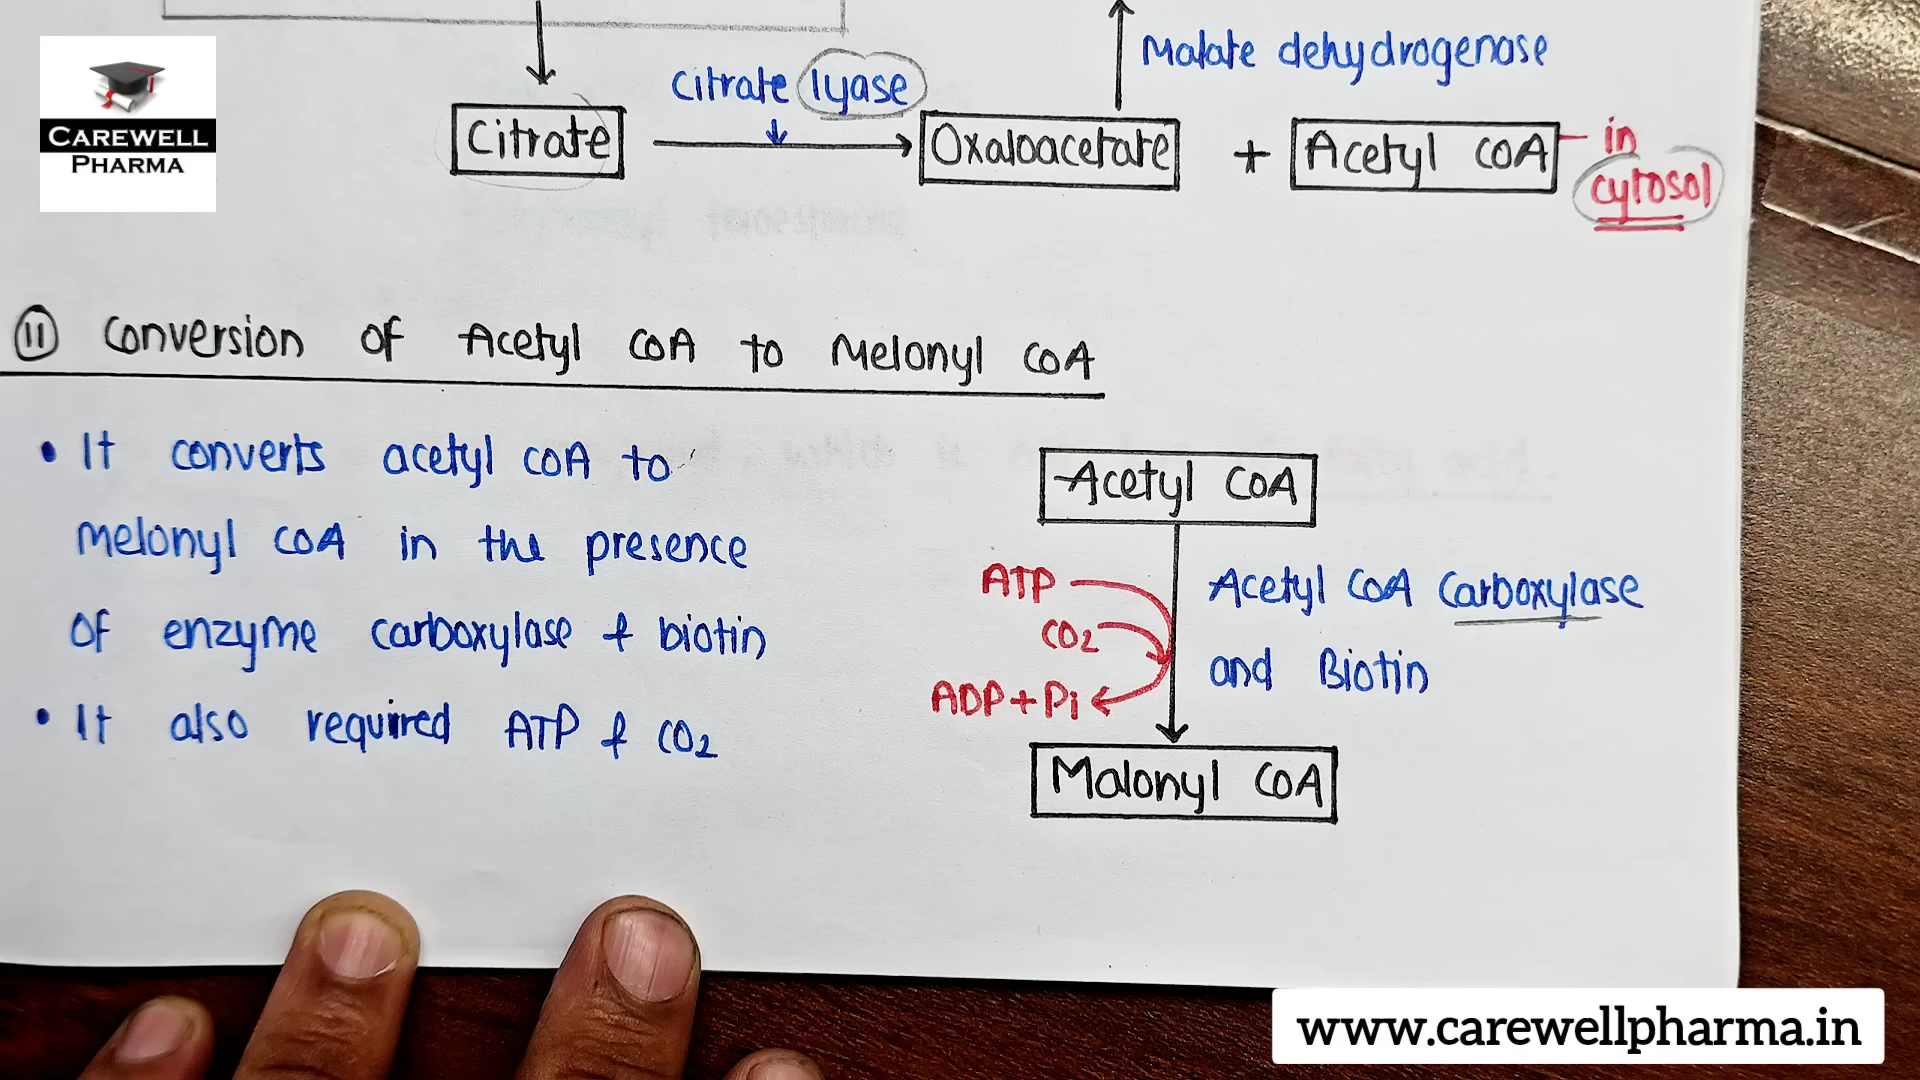 CAREWELL
PHARMA
Malate dehydrogenase
Citrate lyase
Citrate
Oxaloacetate + Acetyl COA
in
cytosol
11 Conversion of Acetyl COA to Melonyl COA
• It converts acetyl COA to
Melonyl COA in the presence
of enzyme carboxylase & biotin
• It also required ATP & CO2
Acetyl COA
ATP
CO2
ADP+Pi
Acetyl COA Carboxylase
and Biotin
Malonyl COA
www.carewellpharma.in